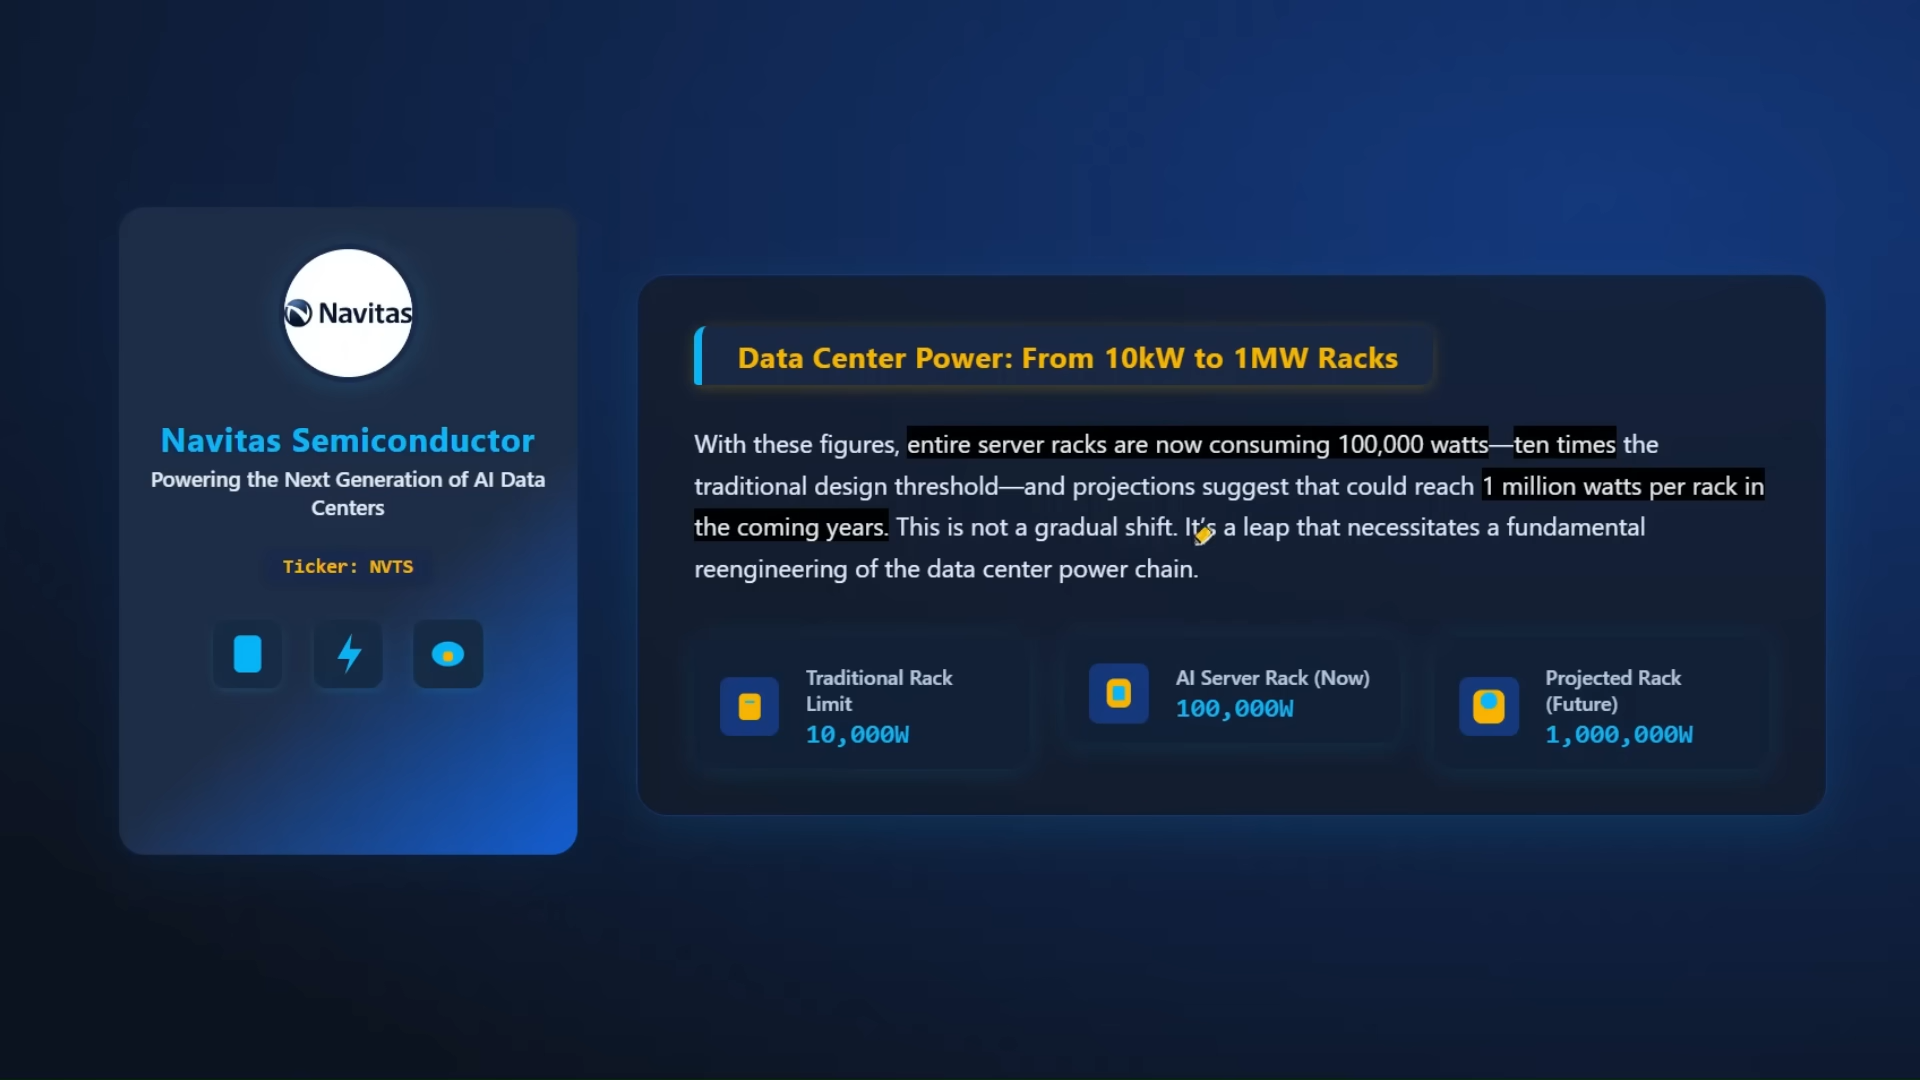 Navitas
Navitas Semiconductor
Powering the Next Generation of AI Data
Centers
Ticker: NVTS
Data Center Power: From 10kW to 1MW Racks
With these figures, entire server racks are now consuming 100,000 watts—ten times the
traditional design threshold—and projections suggest that could reach 1 million watts per rack in
the coming years. This is not a gradual shift. It's a leap that necessitates a fundamental
reengineering of the data center power chain.
Traditional Rack
Limit
10,000W
AI Server Rack (Now)
100,000W
Projected Rack
(Future)
1,000,000W